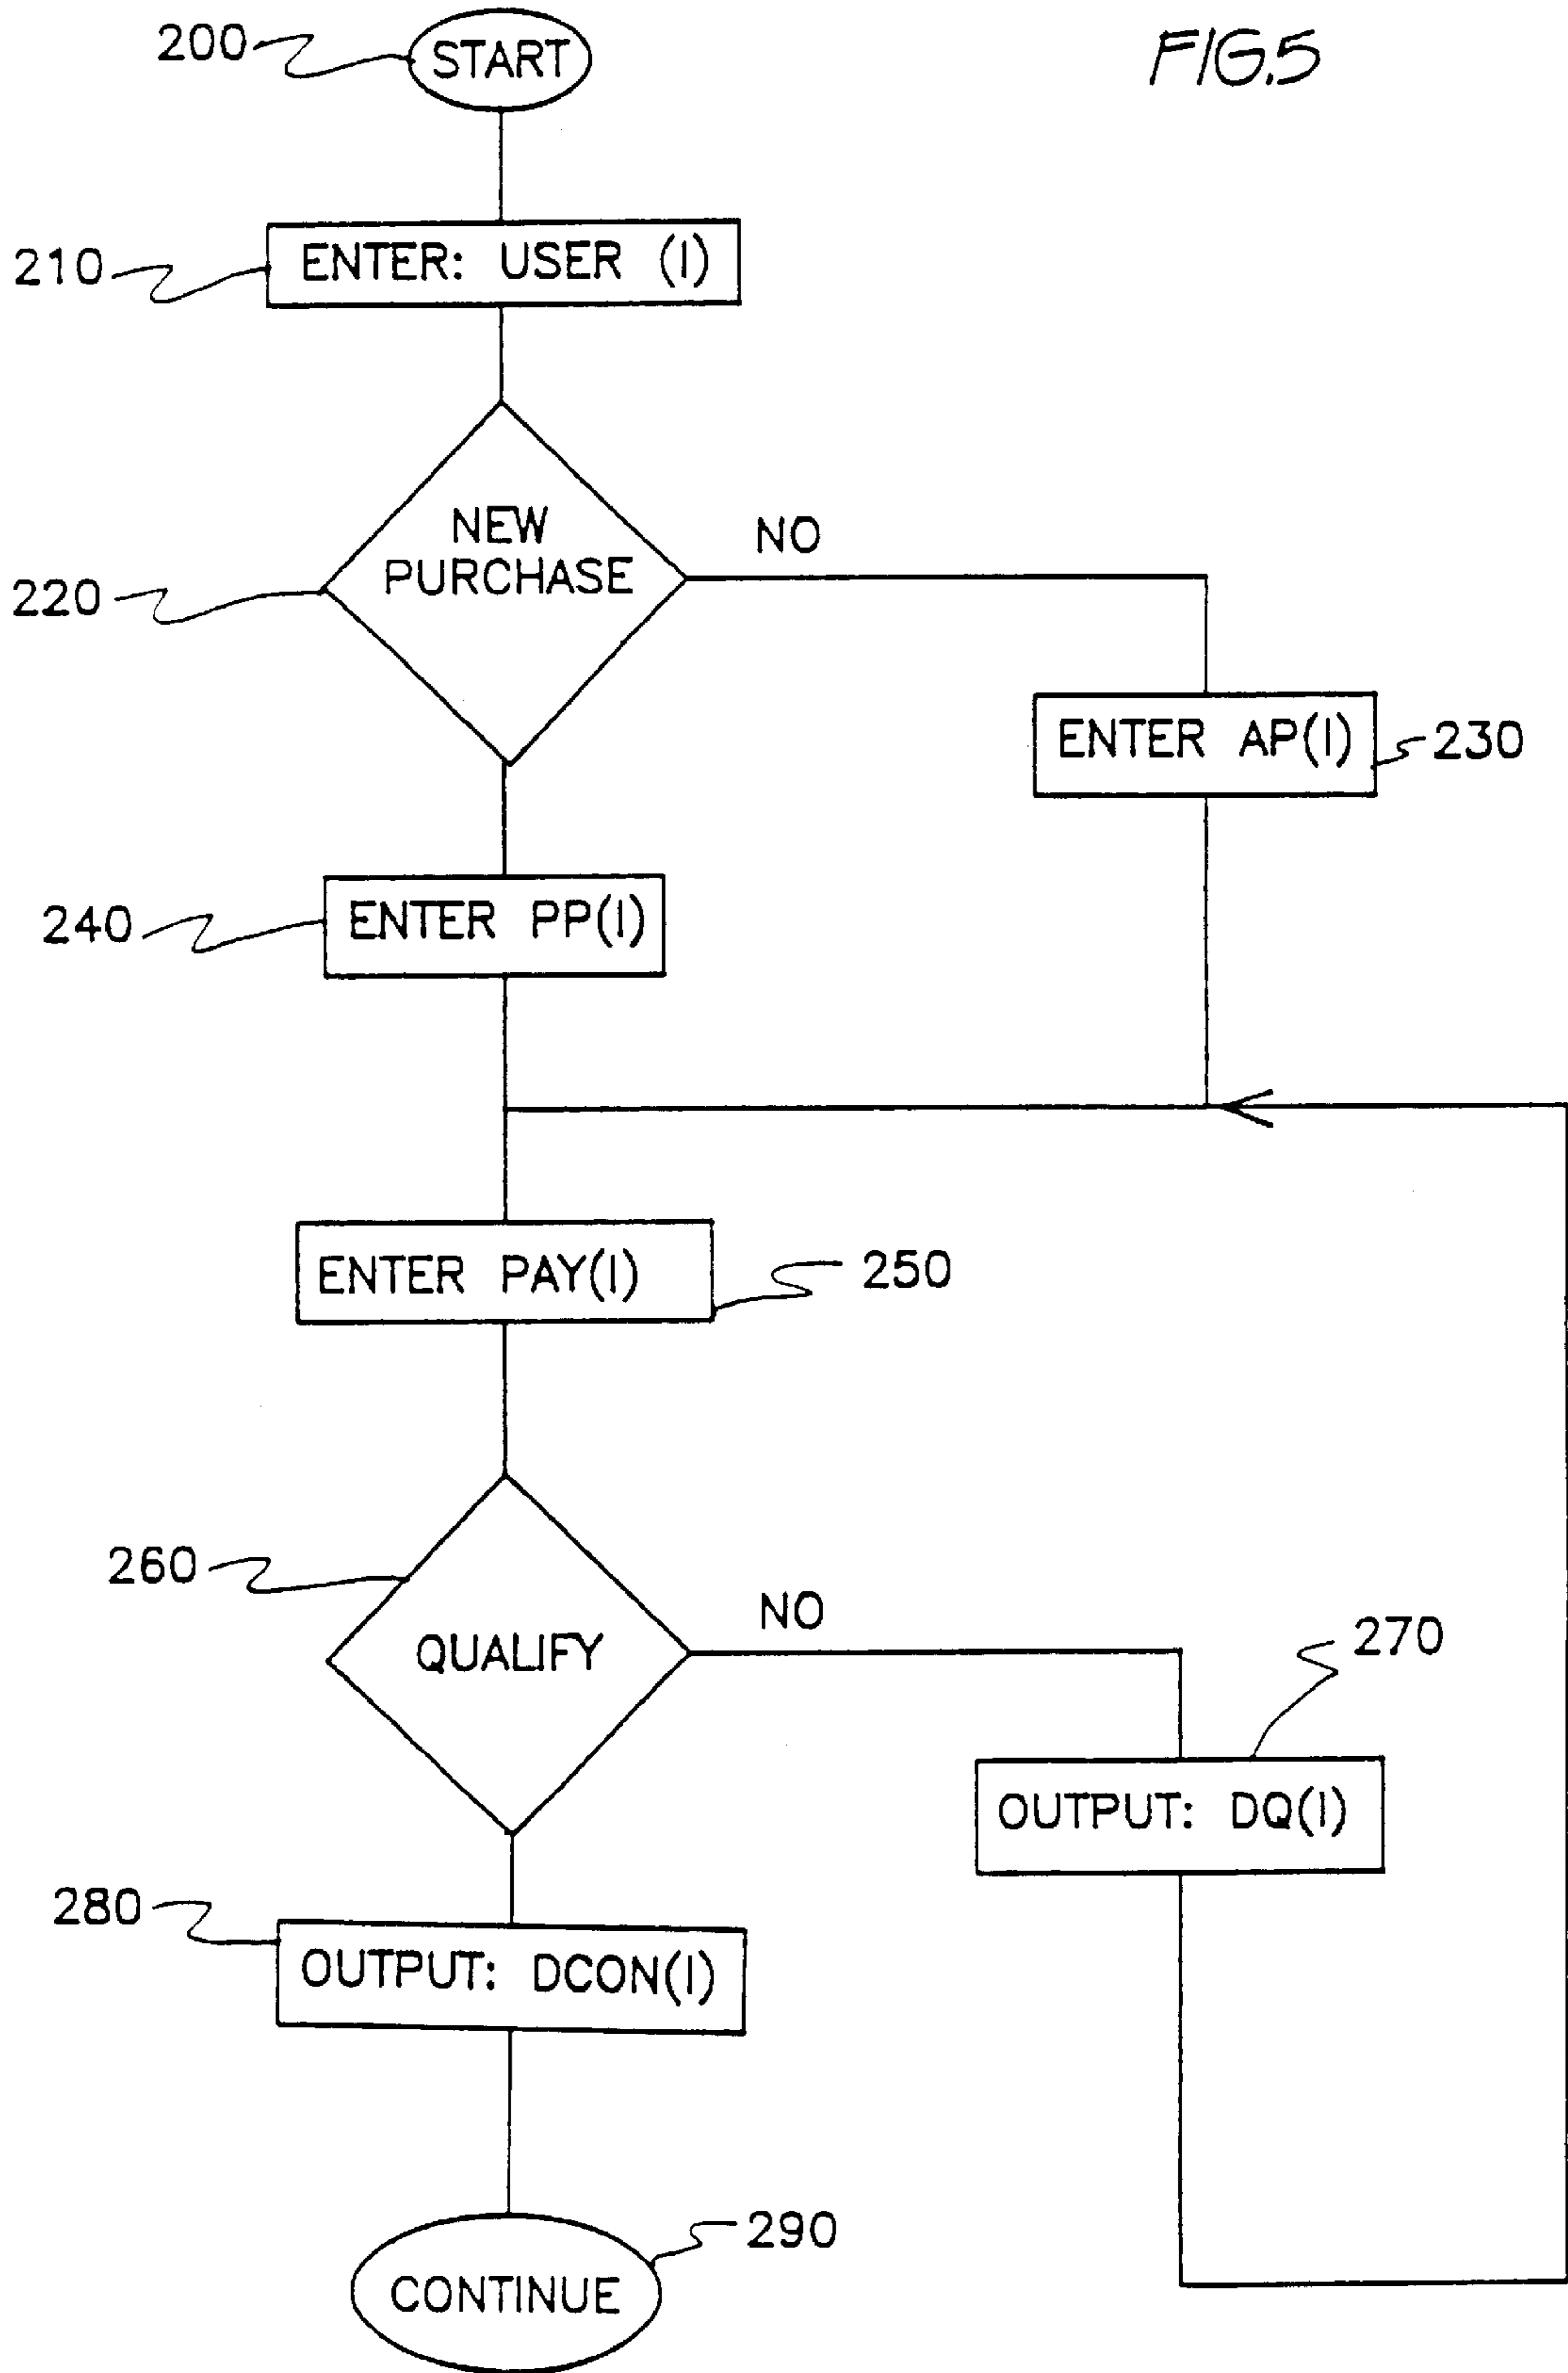 FIG.5
200
START
210
ENTER: USER (I)
220
NEW
PURCHASE
NO
ENTER AP(I)
230
240
ENTER PP(I)
ENTER PAY(I)
250
260
QUALIFY
NO
270
OUTPUT: DQ(I)
280
OUTPUT: DCON(I)
290
CONTINUE